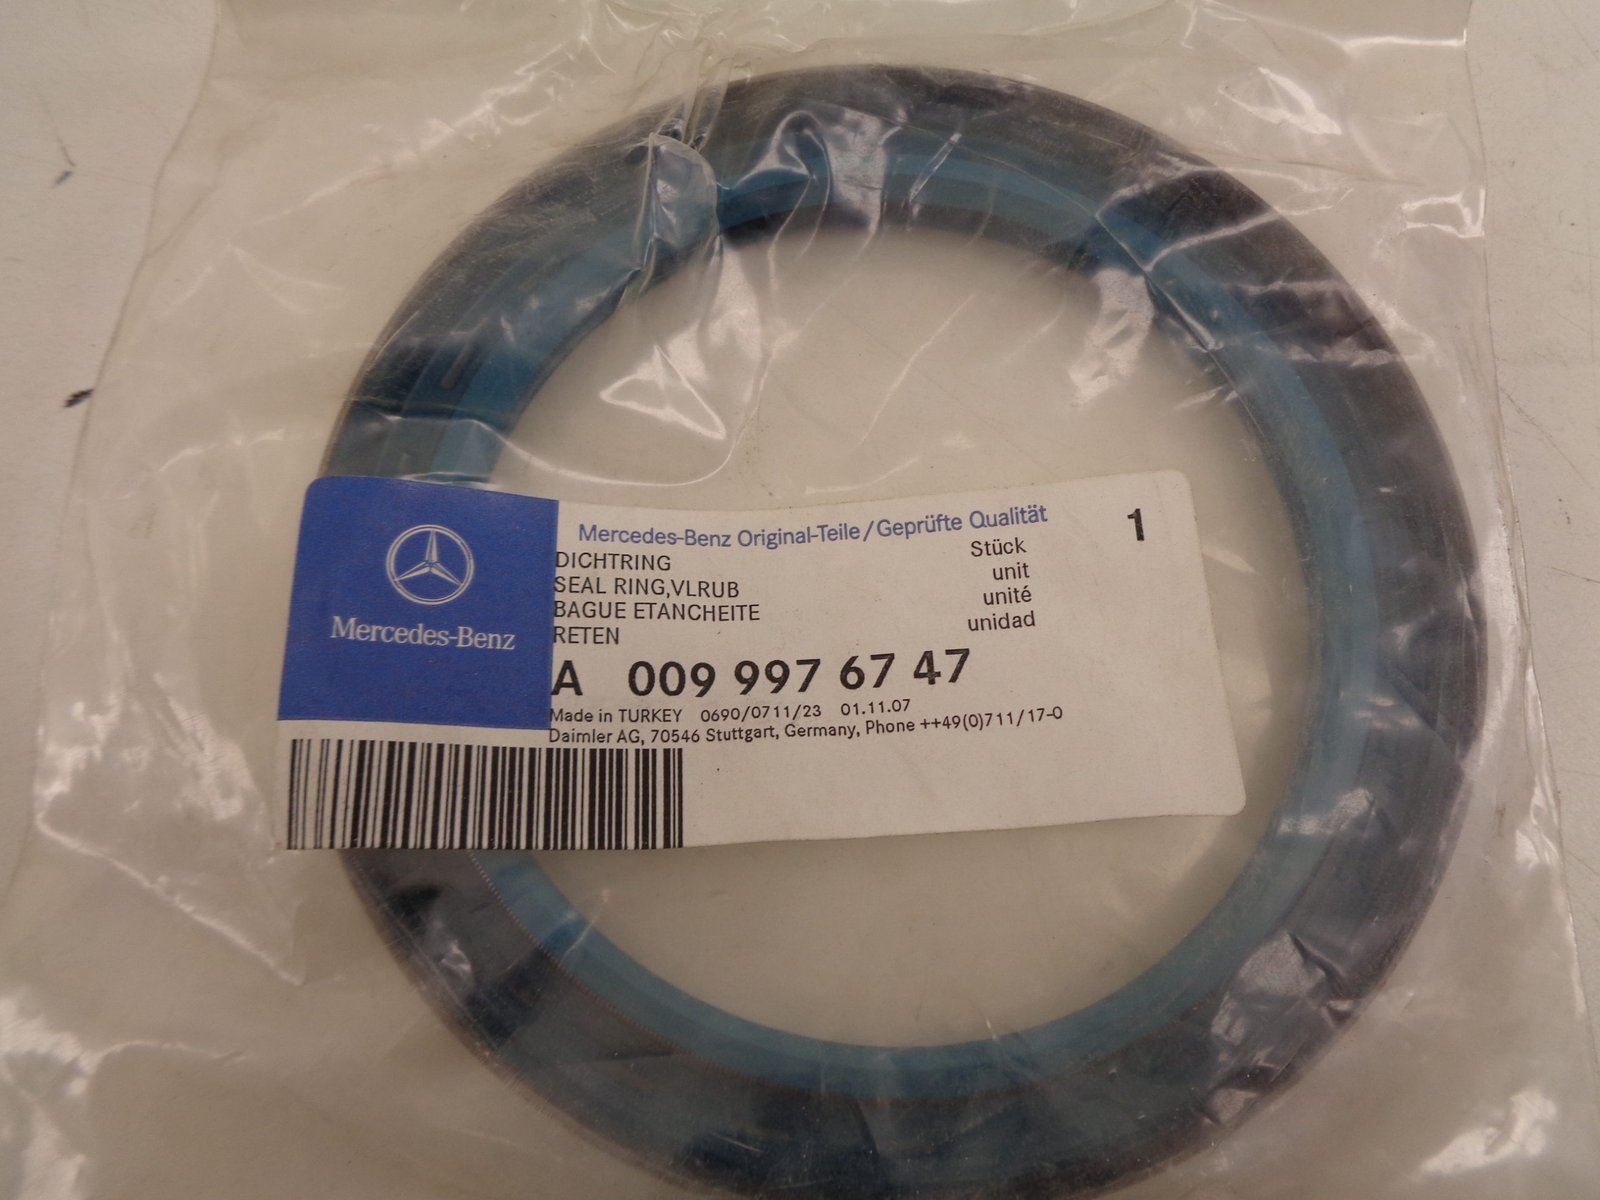 Mercedes-Benz
Mercedes-Benz Original-Teile/Geprüfte Qualität
1
DICHTRING Stück
SEAL RING,VLRUB unit
BAGUE ETANCHEITE unité
RETEN unidad
A 009 997 67 47
Made in TURKEY 0690/0711/23 01.11.07
Daimler AG, 70546 Stuttgart, Germany, Phone ++49(0)711/17-0